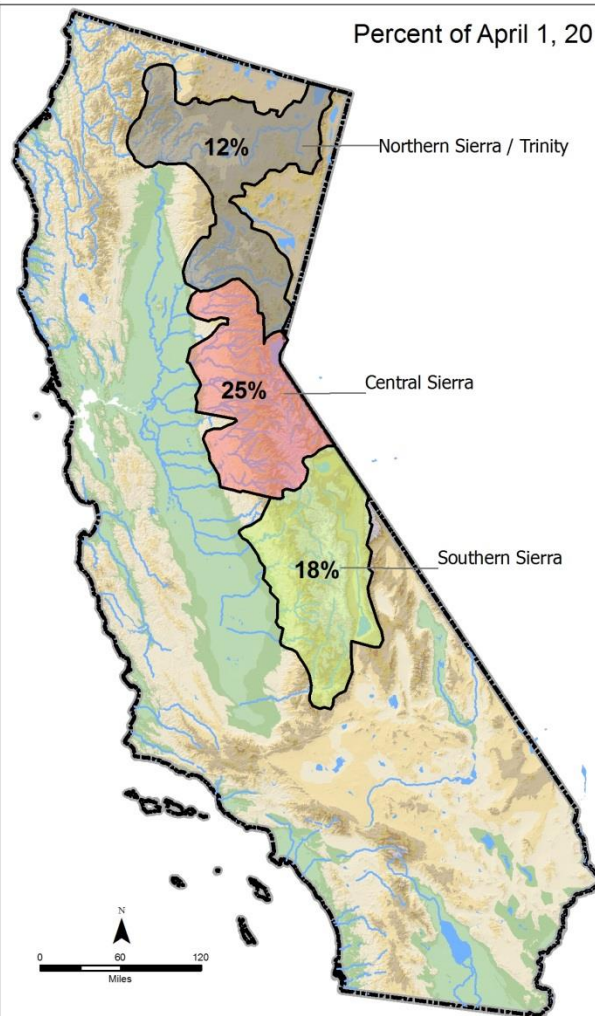 Percent of April 1, 20
12%
Northern Sierra / Trinity
25%
Central Sierra
18%
Southern Sierra
N
0 60 120
Miles